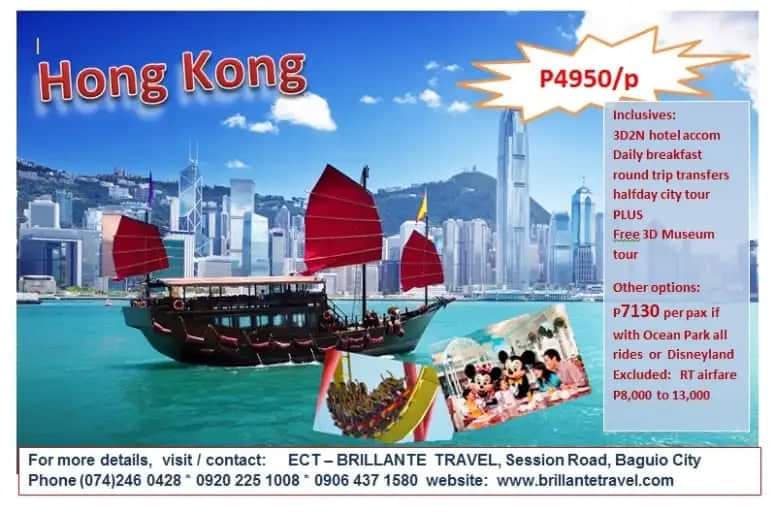 Hong Kong
P4950/p
Inclusives:
3D2N hotel accom
Daily breakfast
round trip transfers
halfday city tour
PLUS
Free 3D Museum
tour
Other options:
P7130 per pax if
with Ocean Park all
rides or Disneyland
Excluded: RT airfare
P8,000 to 13,000
For more details, visit / contact: ECT – BRILLANTE TRAVEL, Session Road, Baguio City
Phone (074)246 0428 * 0920 225 1008 * 0906 437 1580 website: www.brillantetravel.com